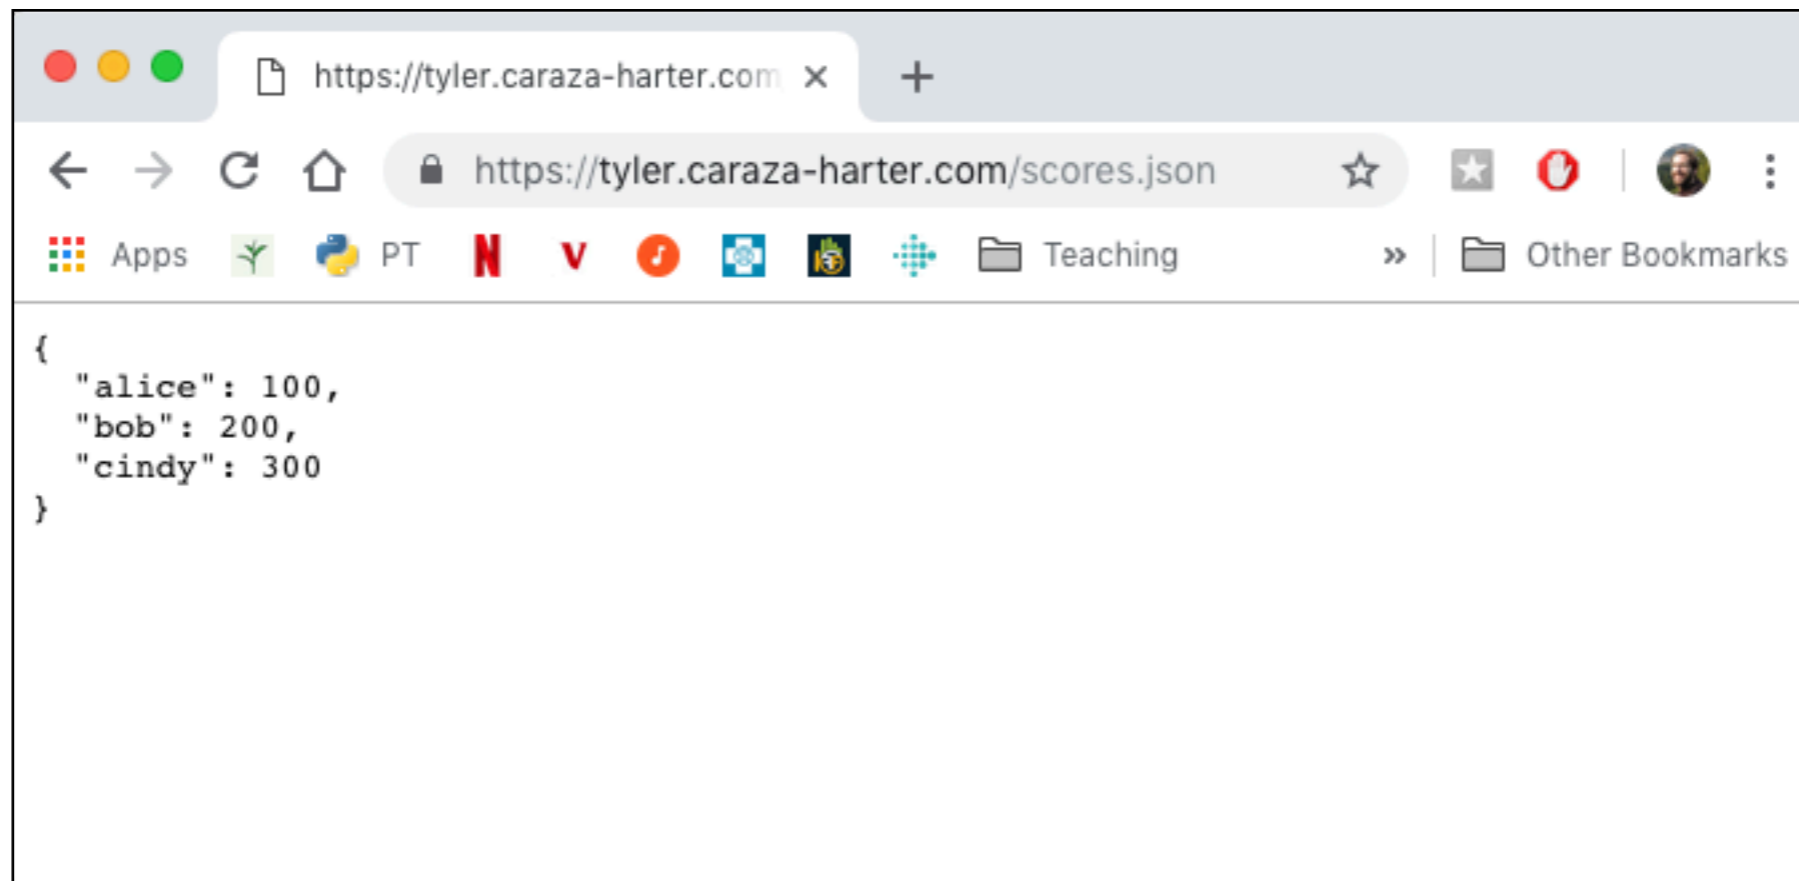 https://tyler.caraza-harter.com
https://tyler.caraza-harter.com/scores.json
Apps PT N V Teaching » Other Bookmarks
{
"alice": 100,
"bob": 200,
"cindy": 300
}